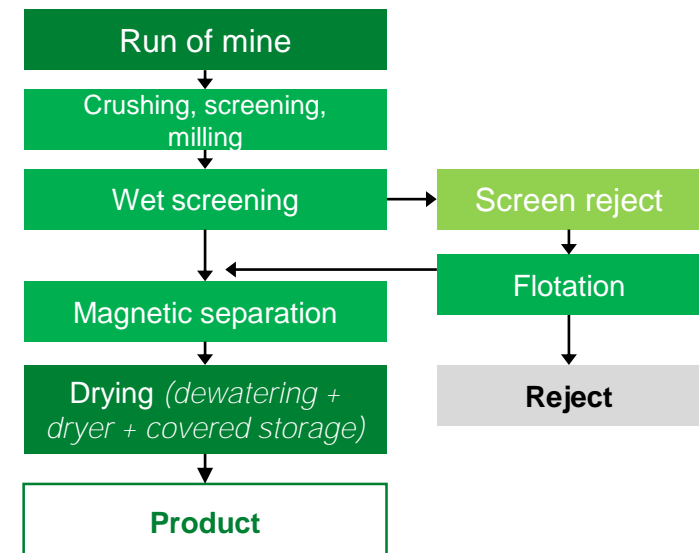 Run of mine
Crushing, screening,
milling
Wet screening
Screen reject
Flotation
Magnetic separation
Drying (dewatering +
dryer + covered storage)
Reject
Product